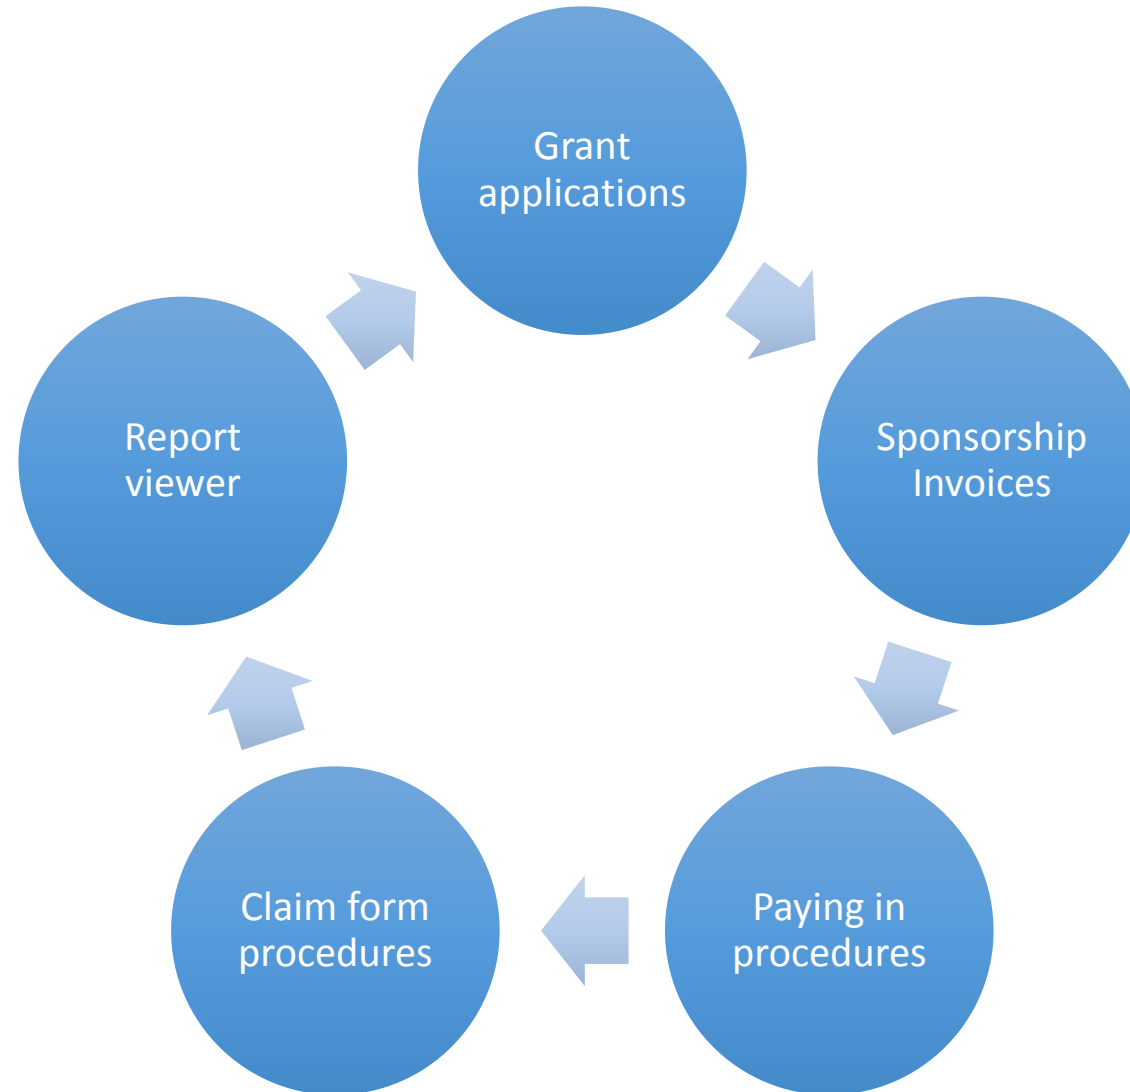 Grant
applications
Sponsorship
Invoices
Paying in
procedures
Claim form
procedures
Report
viewer